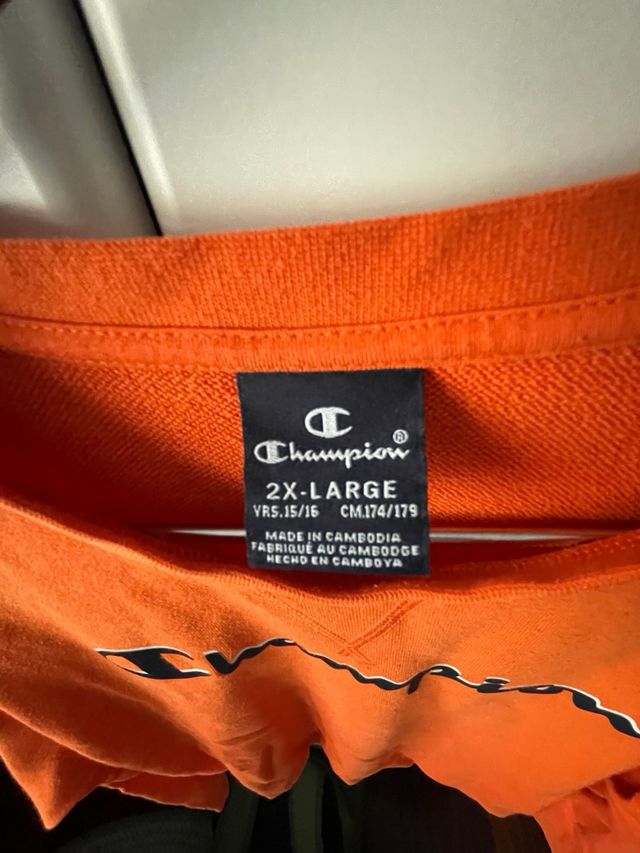 Champion®
2X-LARGE
YRS.15/16 CM.174/179
MADE IN CAMBODIA
FABRIQUÉ AU CAMBODGE
HECHO EN CAMBOYA